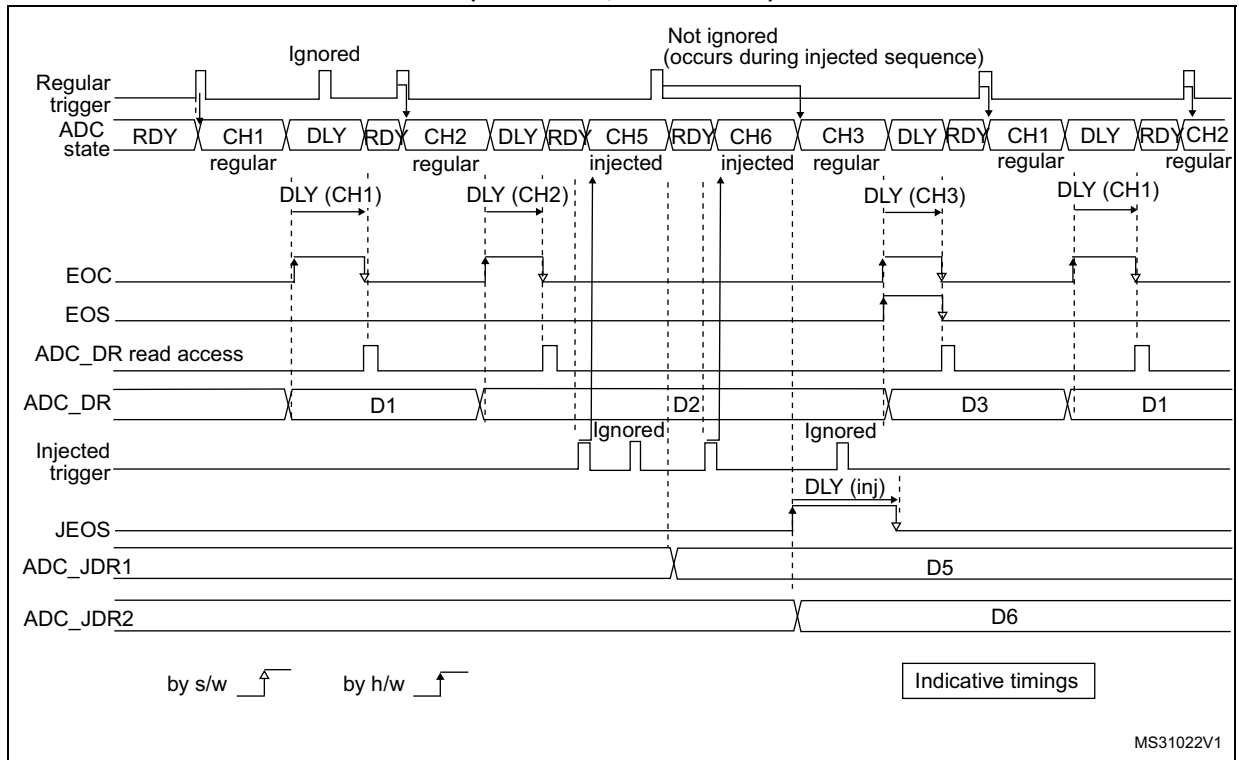 Ignored
Not ignored
(occurs during injected sequence)
Regular
trigger
ADC
state
RDY CH1 DLY RDY CH2 DLY RDY CH5 RDY CH6 CH3 DLY RDY CH1 DLY RDY CH2
regular regular injected injected regular regular regular
DLY (CH1) DLY (CH2) DLY (CH3) DLY (CH1)
EOC
EOS
ADC_DR read access
ADC_DR D1 D2 D3 D1
Ignored Ignored
Injected
trigger
DLY (inj)
JEOS
ADC_JDR1 D5
ADC_JDR2 D6
by s/w by h/w Indicative timings
MS31022V1